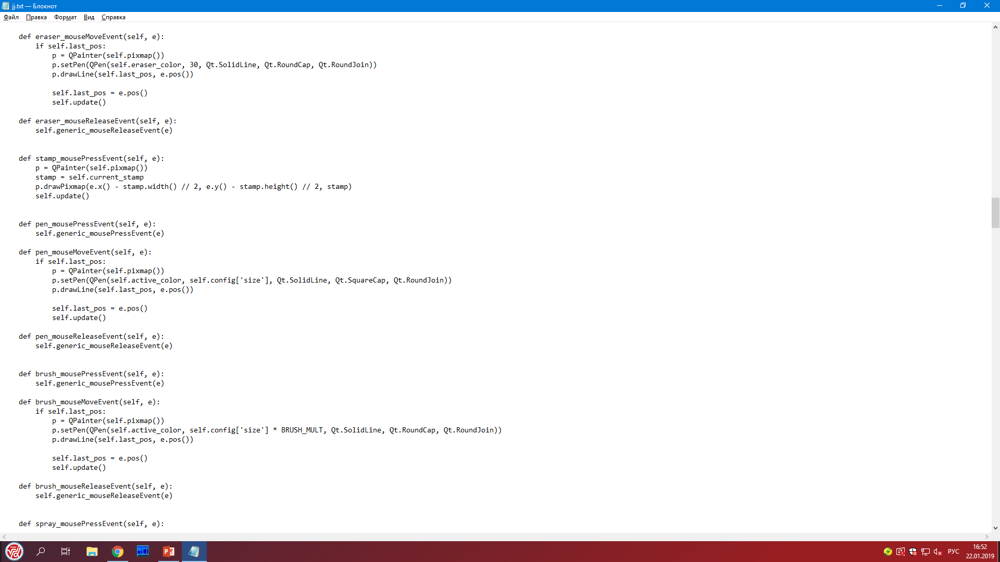 jj.txt — Блокнот
Файл Правка Формат Вид Справка
    def eraser_mouseMoveEvent(self, e):
        if self.last_pos:
            p = QPainter(self.pixmap())
            p.setPen(QPen(self.eraser_color, 30, Qt.SolidLine, Qt.RoundCap, Qt.RoundJoin))
            p.drawLine(self.last_pos, e.pos())

            self.last_pos = e.pos()
            self.update()

    def eraser_mouseReleaseEvent(self, e):
        self.generic_mouseReleaseEvent(e)


    def stamp_mousePressEvent(self, e):
        p = QPainter(self.pixmap())
        stamp = self.current_stamp
        p.drawPixmap(e.x() - stamp.width() // 2, e.y() - stamp.height() // 2, stamp)
        self.update()


    def pen_mousePressEvent(self, e):
        self.generic_mousePressEvent(e)

    def pen_mouseMoveEvent(self, e):
        if self.last_pos:
            p = QPainter(self.pixmap())
            p.setPen(QPen(self.active_color, self.config['size'], Qt.SolidLine, Qt.SquareCap, Qt.RoundJoin))
            p.drawLine(self.last_pos, e.pos())

            self.last_pos = e.pos()
            self.update()

    def pen_mouseReleaseEvent(self, e):
        self.generic_mouseReleaseEvent(e)


    def brush_mousePressEvent(self, e):
        self.generic_mousePressEvent(e)

    def brush_mouseMoveEvent(self, e):
        if self.last_pos:
            p = QPainter(self.pixmap())
            p.setPen(QPen(self.active_color, self.config['size'] * BRUSH_MULT, Qt.SolidLine, Qt.RoundCap, Qt.RoundJoin))
            p.drawLine(self.last_pos, e.pos())

            self.last_pos = e.pos()
            self.update()

    def brush_mouseReleaseEvent(self, e):
        self.generic_mouseReleaseEvent(e)


    def spray_mousePressEvent(self, e):
РУС
16:52
22.01.2019